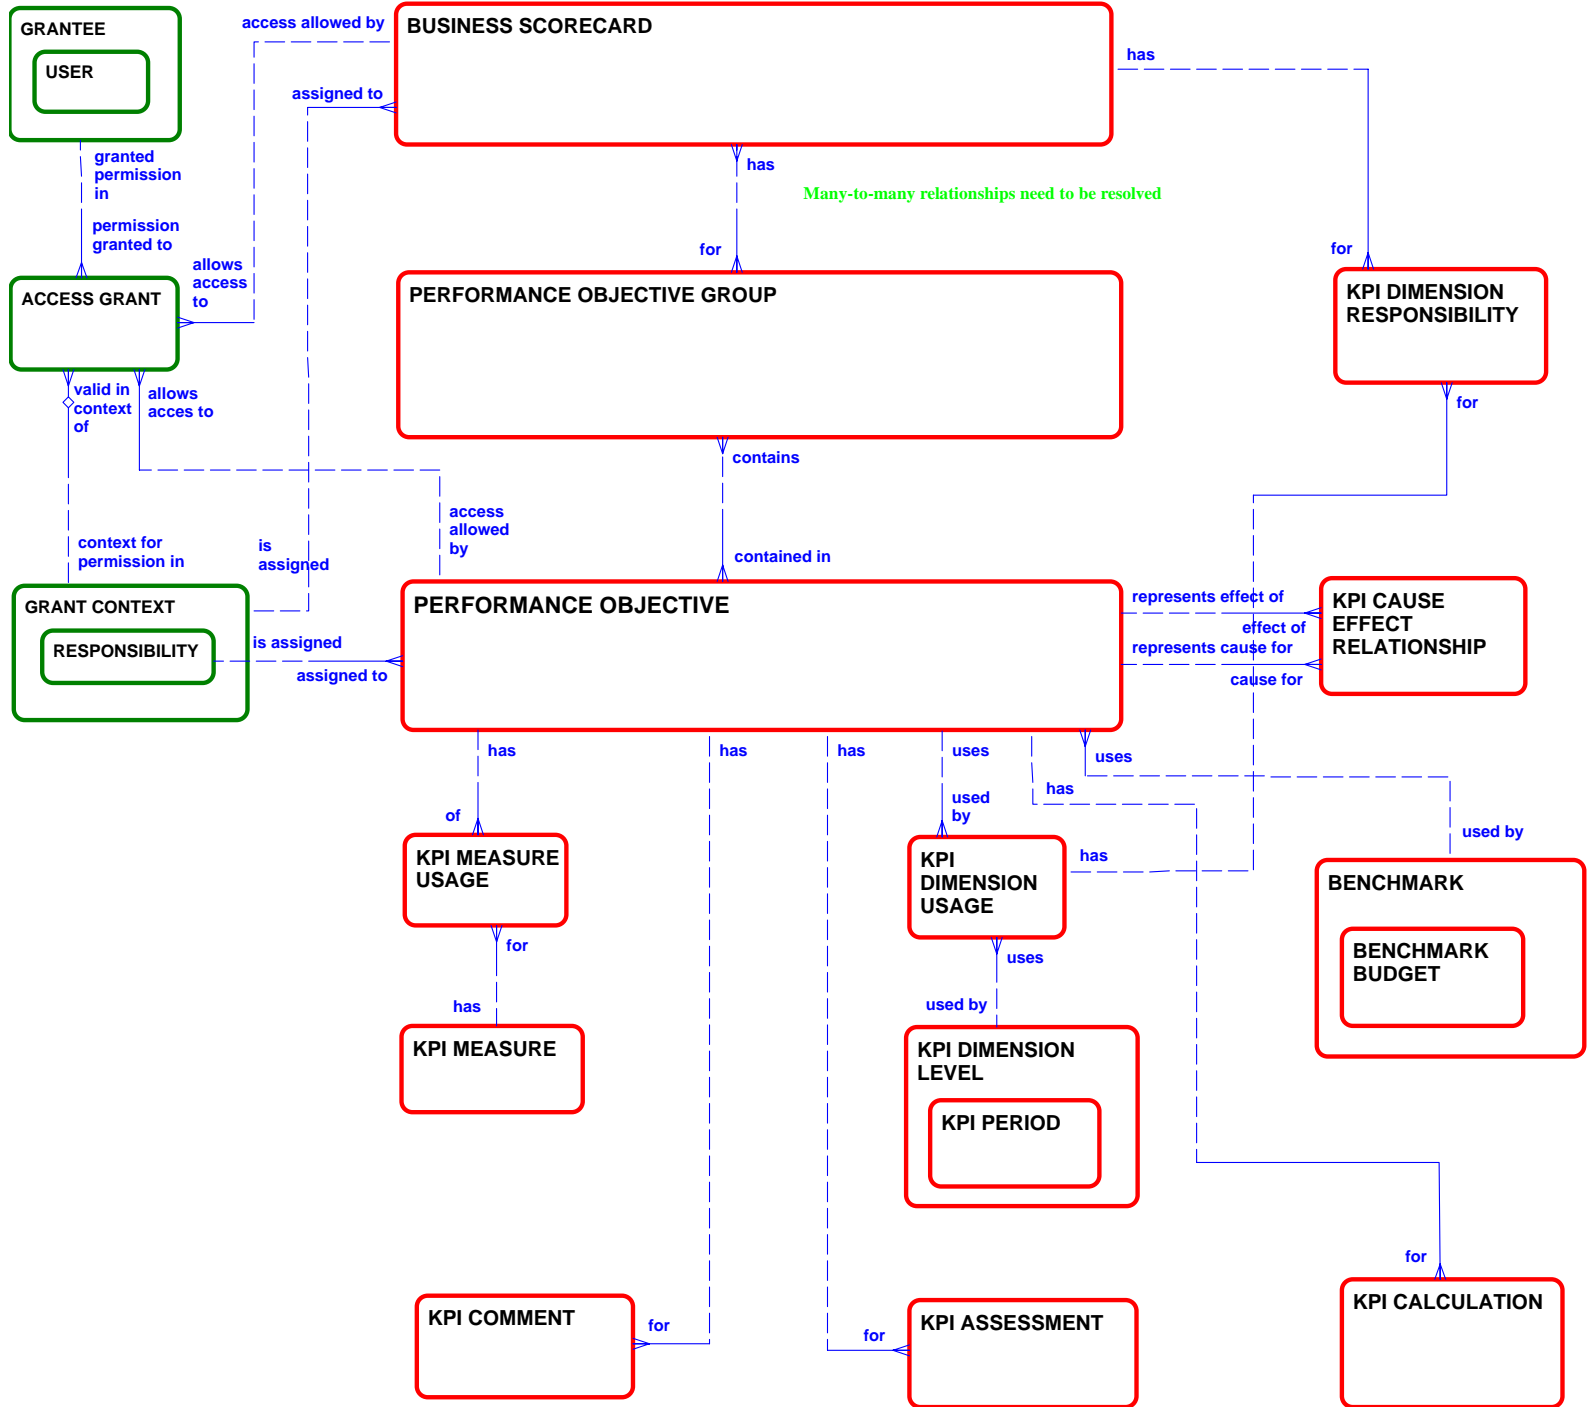 GRANTEE
USER
access allowed by
BUSINESS SCORECARD
has
assigned to
granted
permission
in
has
Many-to-many relationships need to be resolved
permission
granted to
for
for
allows
access
to
ACCESS GRANT
PERFORMANCE OBJECTIVE GROUP
KPI DIMENSION
RESPONSIBILITY
valid in
context
of
allows
acces to
for
contains
access
allowed
by
context for
permission in
is
assigned
contained in
GRANT CONTEXT
RESPONSIBILITY
is assigned
assigned to
PERFORMANCE OBJECTIVE
represents effect of
effect of
represents cause for
cause for
KPI CAUSE
EFFECT
RELATIONSHIP
has
has
has
uses
has
uses
of
used
by
used by
KPI MEASURE
USAGE
KPI
DIMENSION
USAGE
has
BENCHMARK
BENCHMARK
BUDGET
for
uses
has
used by
KPI MEASURE
KPI DIMENSION
LEVEL
KPI PERIOD
for
KPI COMMENT
for
for
KPI ASSESSMENT
KPI CALCULATION